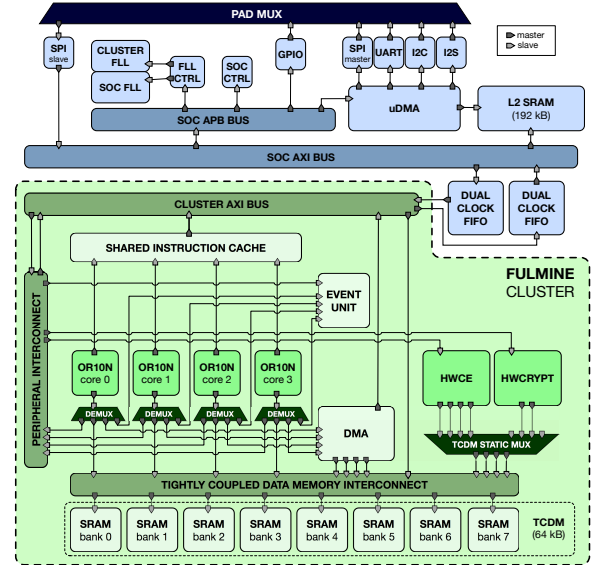 PAD MUX
master
slave
SPI
slave
CLUSTER
FLL
SOC FLL
FLL
CTRL
SOC
CTRL
GPIO
SPI
master
UART
I2C
I2S
SOC APB BUS
uDMA
L2 SRAM
(192 kB)
SOC AXI BUS
CLUSTER AXI BUS
DUAL
CLOCK
FIFO
DUAL
CLOCK
FIFO
SHARED INSTRUCTION CACHE
FULMINE
CLUSTER
EVENT
UNIT
PERIPHERAL INTERCONNECT
OR10N
core 0
OR10N
core 1
OR10N
core 2
OR10N
core 3
HWCE
HWCRYPT
DEMUX
DEMUX
DEMUX
DEMUX
DMA
TCDM STATIC MUX
TIGHTLY COUPLED DATA MEMORY INTERCONNECT
SRAM
bank 0
SRAM
bank 1
SRAM
bank 2
SRAM
bank 3
SRAM
bank 4
SRAM
bank 5
SRAM
bank 6
SRAM
bank 7
TCDM
(64 kB)